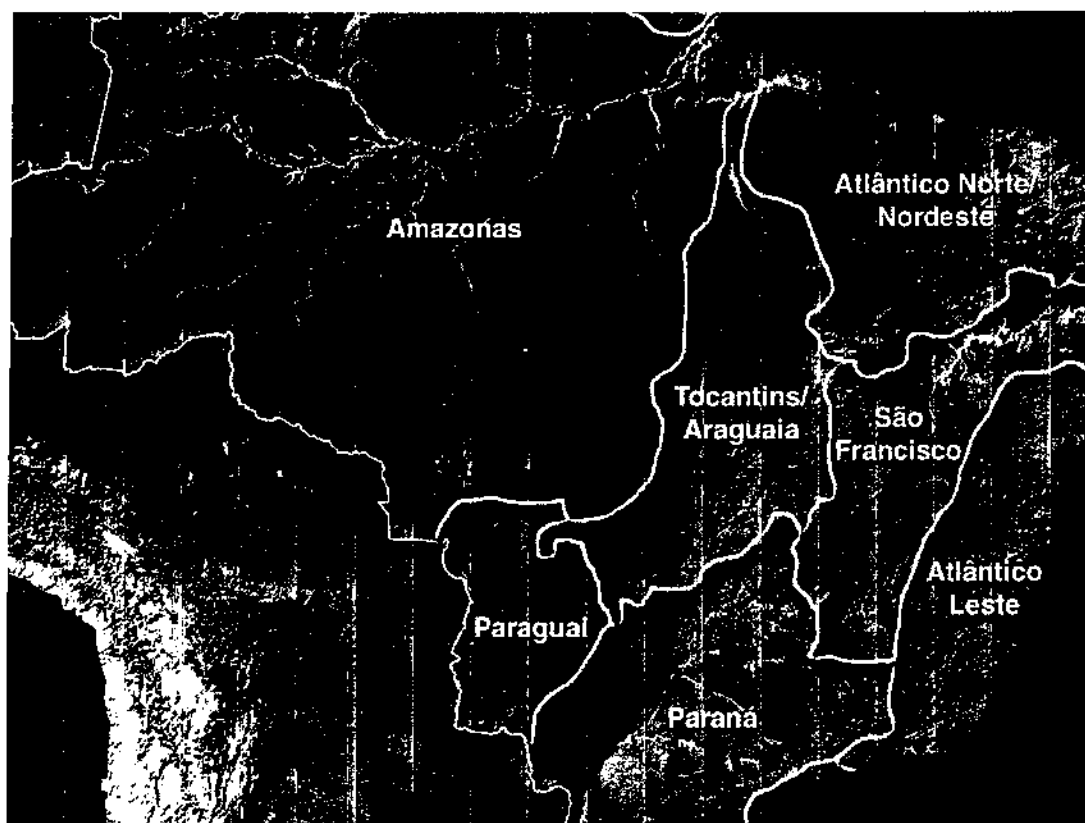 Atlântico Norte/
Nordeste
Amazonas
Tocantins/
Araguaia
São
Francisco
Atlântico
Leste
Paraguai
Paraná